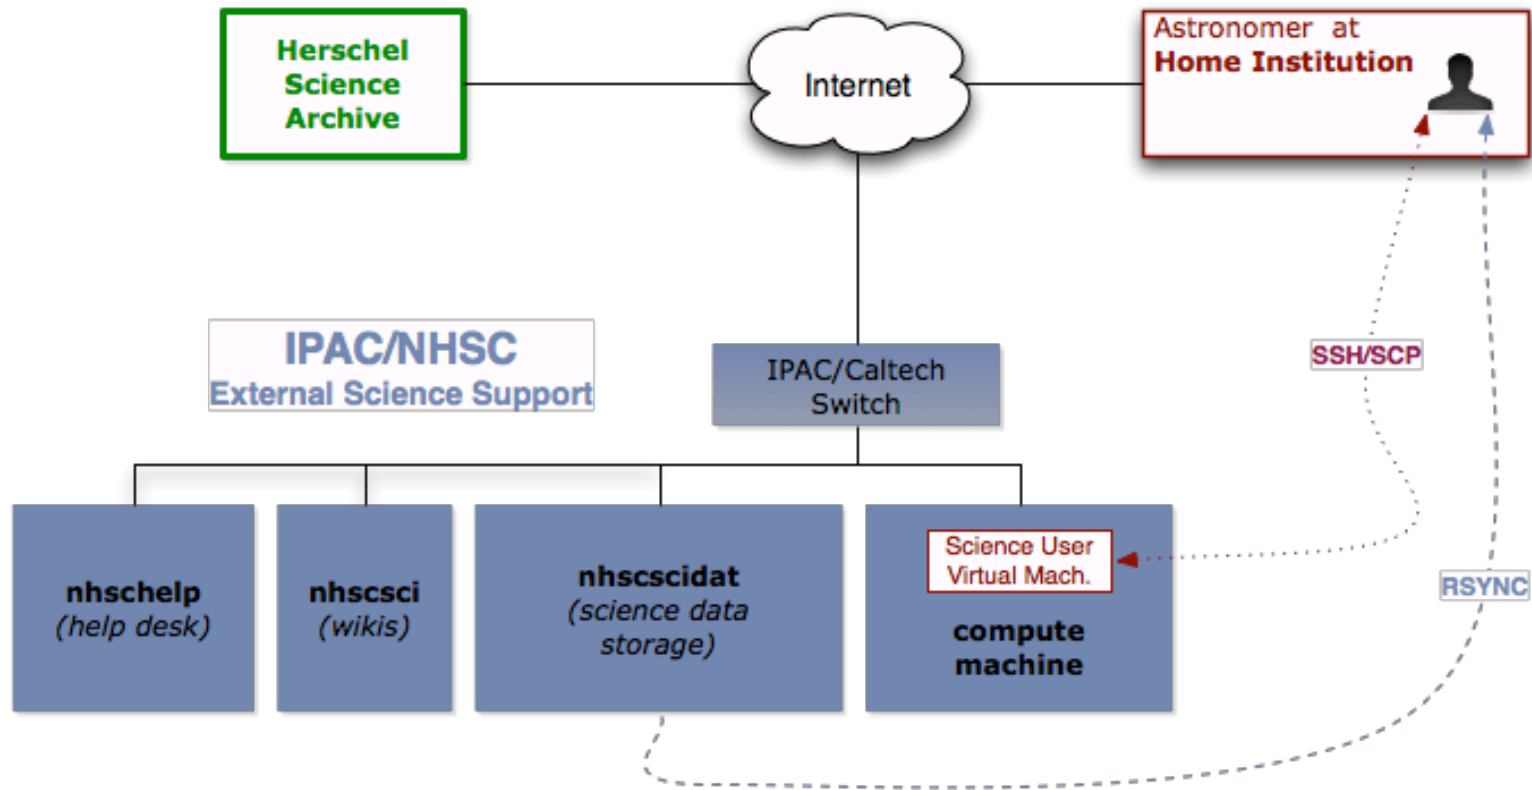 Herschel
Science
Archive
Internet
Astronomer at
Home Institution
IPAC/NHSC
External Science Support
IPAC/Caltech
Switch
SSH/SCP
RSYNC
nhschelp
(help desk)
nhscsci
(wikis)
nhscscidat
(science data
storage)
Science User
Virtual Mach.
compute
machine